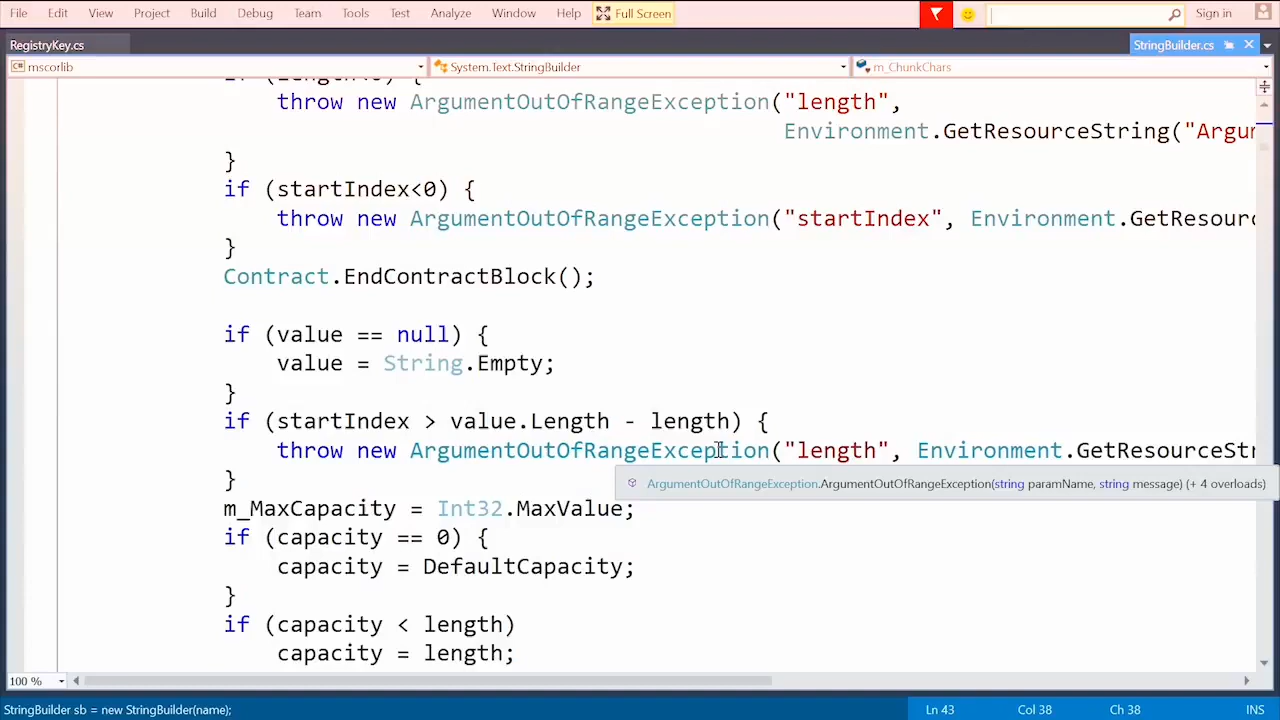 File Edit View Project Build Debug Team Tools Test Analyze Window Help Full Screen Sign in
RegistryKey.cs StringBuilder.cs
mscorlib System.Text.StringBuilder m_ChunkChars
throw new ArgumentOutOfRangeException("length",
Environment.GetResourceString("Argum
}
if (startIndex<0) {
throw new ArgumentOutOfRangeException("startIndex", Environment.GetResourc
}
Contract.EndContractBlock();
if (value == null) {
value = String.Empty;
}
if (startIndex > value.Length - length) {
throw new ArgumentOutOfRangeException("length", Environment.GetResourceStr
}
ArgumentOutOfRangeException.ArgumentOutOfRangeException(string paramName, string message) (+ 4 overloads)
m_MaxCapacity = Int32.MaxValue;
if (capacity == 0) {
capacity = DefaultCapacity;
}
if (capacity < length)
capacity = length;
100 %
StringBuilder sb = new StringBuilder(name); Ln 43 Col 38 Ch 38 INS